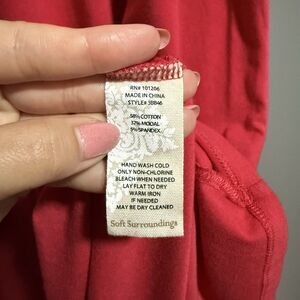 RN# 101206
MADE IN CHINA
STYLE# 3BB46
58% COTTON
37% MODAL
5% SPANDEX
HAND WASH COLD
ONLY NON-CHLORINE
BLEACH WHEN NEEDED
LAY FLAT TO DRY
WARM IRON
IF NEEDED
MAY BE DRY CLEANED
Soft Surroundings